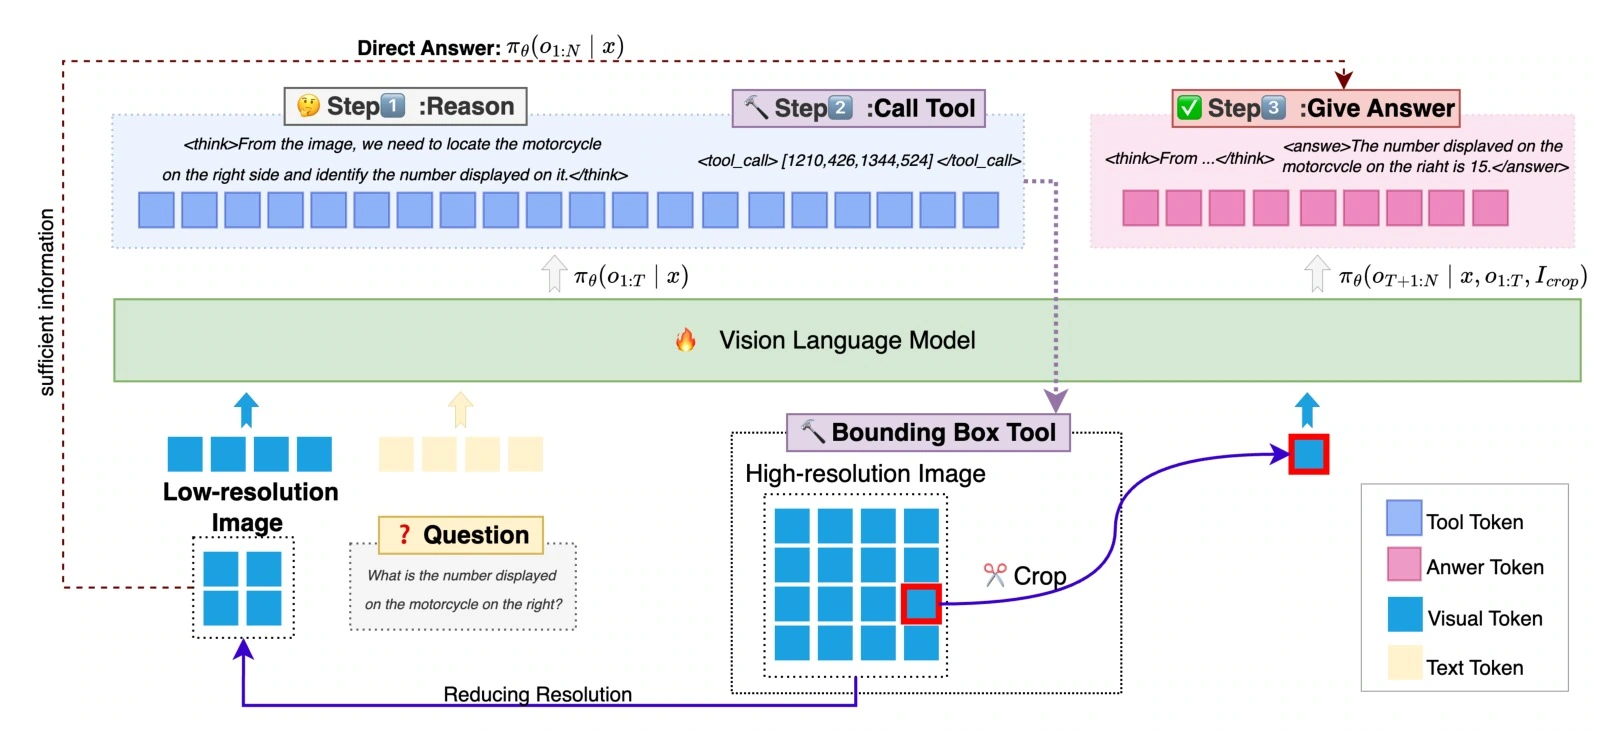 Direct Answer: πθ(o1:N | x)
🤔 Step1️⃣ :Reason
🔨 Step2️⃣ :Call Tool
✅ Step3️⃣ :Give Answer
<think>From the image, we need to locate the motorcycle
on the right side and identify the number displayed on it.</think>
<tool_call> [1210,426,1344,524] </tool_call>
<think>From ...</think>
<answe>The number displaved on the
motorcvcle on the riaht is 15.</answer>
sufficient information
πθ(o1:T | x)
πθ(oT+1:N | x, o1:T, Icrop)
🔥 Vision Language Model
Low-resolution
Image
❓ Question
What is the number displayed
on the motorcycle on the right?
🔨 Bounding Box Tool
High-resolution Image
✂️ Crop
Reducing Resolution
Tool Token
Anwer Token
Visual Token
Text Token